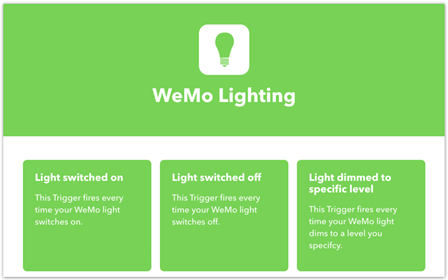 WeMo Lighting
Light switched on
This Trigger fires every
time your WeMo light
switches on.
Light switched off
This Trigger fires every
time your WeMo light
switches off.
Light dimmed to
specific level
This Trigger fires every
time your WeMo light
dims to a level you
specifcy.